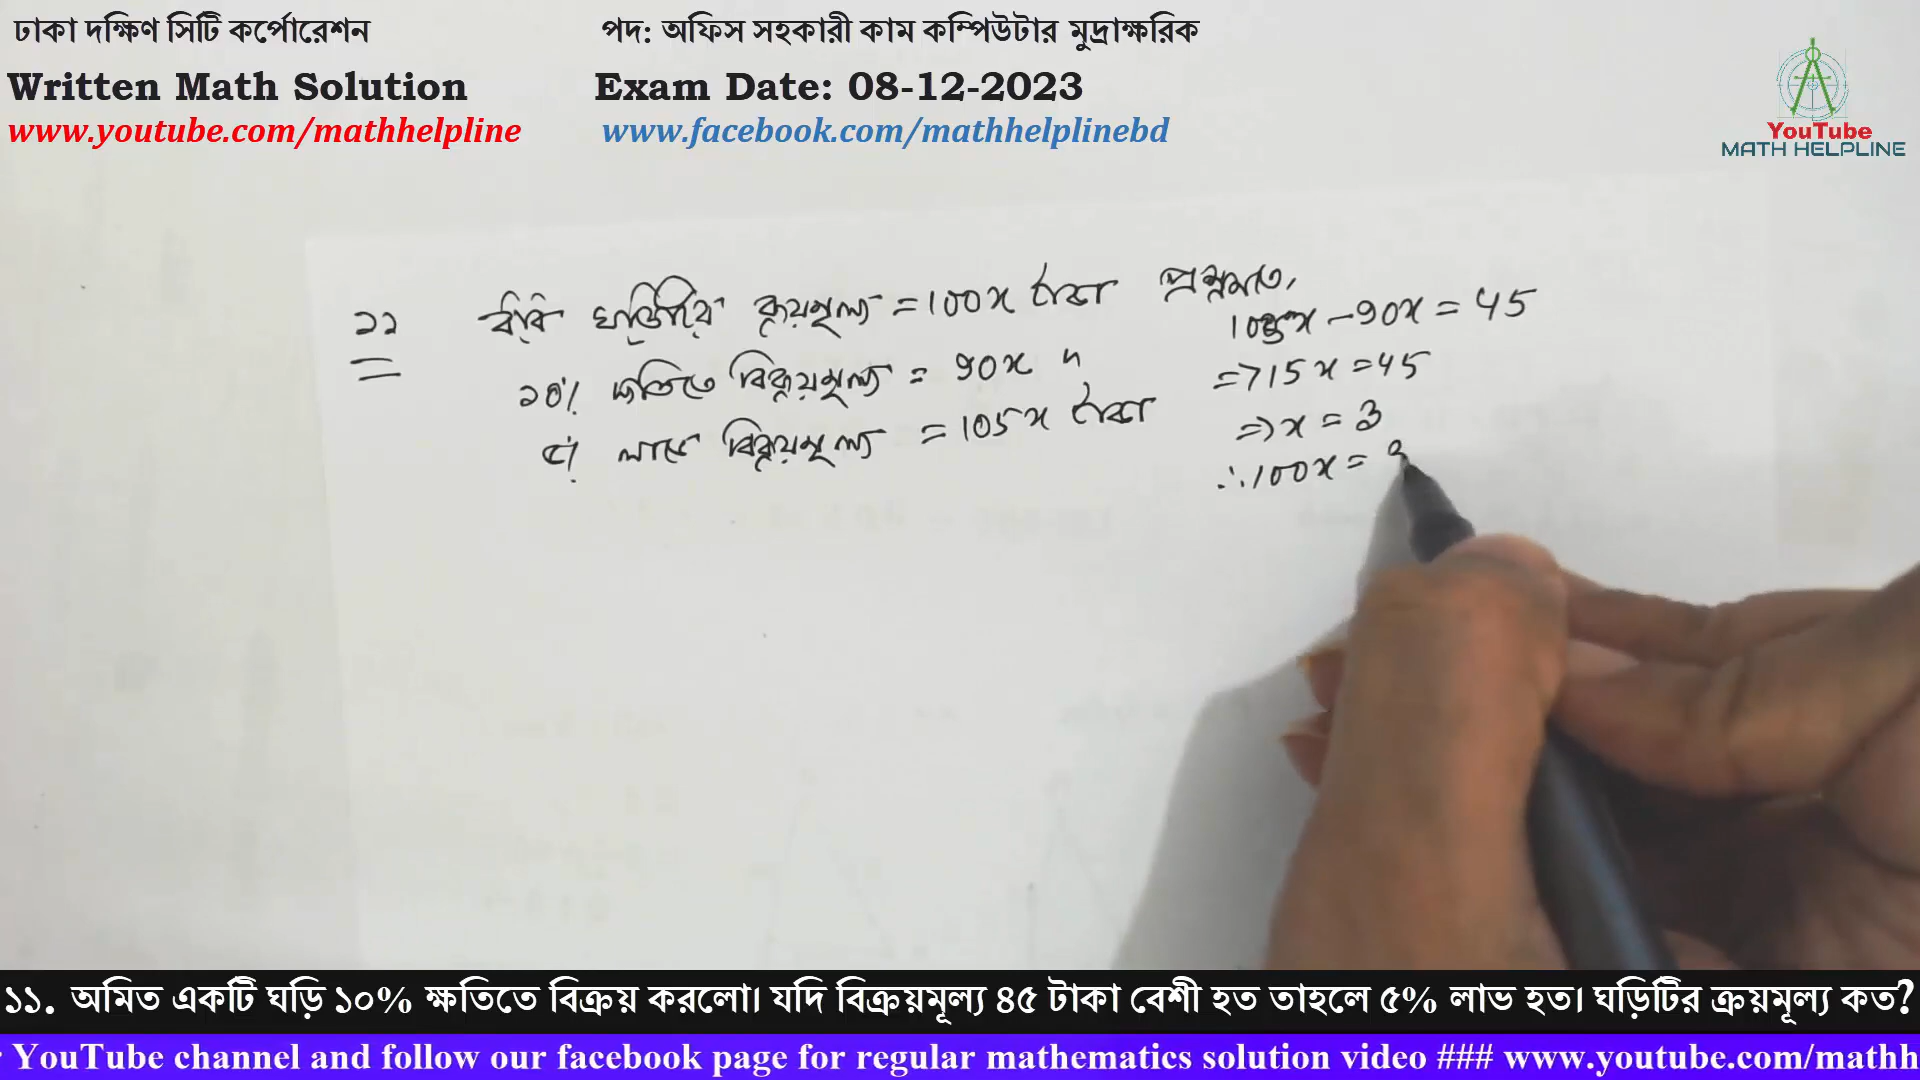 ঢাকা দক্ষিণ সিটি কর্পোরেশন
পদ: অফিস সহকারী কাম কম্পিউটার মুদ্রাক্ষরিক
Written Math Solution
Exam Date: 08-12-2023
www.youtube.com/mathhelpline
www.facebook.com/mathhelplinebd
YouTube
MATH HELPLINE
১১ ধরি ঘড়িটির ক্রয়মূল্য = 100x টাকা
১০% ক্ষতিতে বিক্রয়মূল্য = 90x "
৫% লাভে বিক্রয়মূল্য = 105x টাকা
প্রশ্নমতে,
105x - 90x = 45
=> 15x = 45
=> x = 3
∴ 100x = 3
১১. অমিত একটি ঘড়ি ১০% ক্ষতিতে বিক্রয় করলো। যদি বিক্রয়মূল্য ৪৫ টাকা বেশী হত তাহলে ৫% লাভ হত। ঘড়িটির ক্রয়মূল্য কত?
YouTube channel and follow our facebook page for regular mathematics solution video ### www.youtube.com/mathh